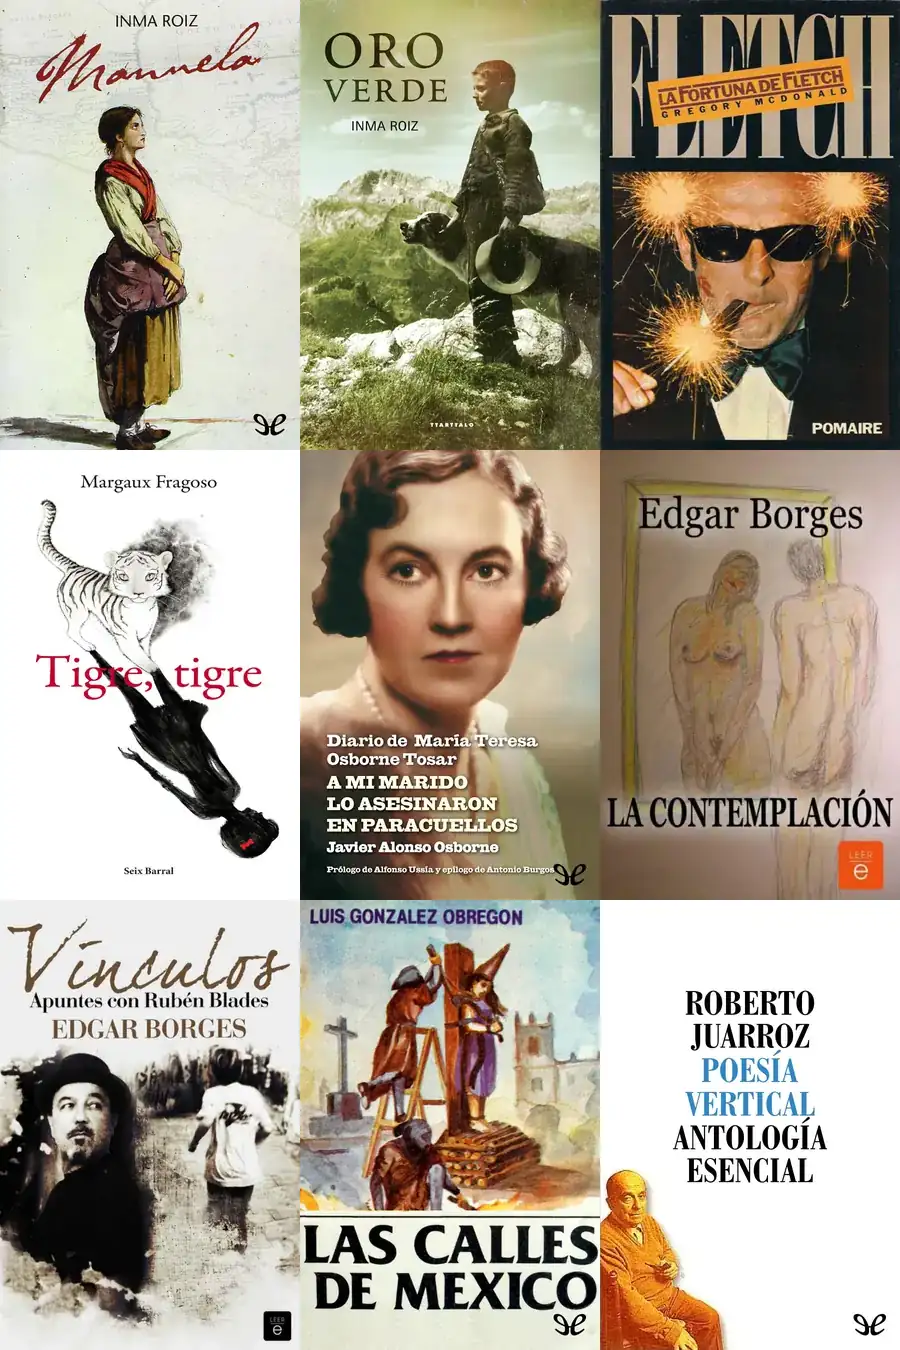 INMA ROIZ
Manuela
ORO
VERDE
INMA ROIZ
TTARTTALO
FLETCH
LA FORTUNA DE FLETCH
GREGORY MCDONALD
POMAIRE
Margaux Fragoso
Tigre, tigre
Seix Barral
Diario de María Teresa
Osborne Tosar
A MI MARIDO
LO ASESINARON
EN PARACUELLOS
Javier Alonso Osborne
Prólogo de Alfonso Ussía y epílogo de Antonio Burgos
Edgar Borges
LA CONTEMPLACIÓN
LEER
e
Vínculos
Apuntes con Rubén Blades
EDGAR BORGES
LEER
e
LUIS GONZALEZ OBREGON
LAS CALLES
DE MEXICO
ROBERTO
JUARROZ
POESÍA
VERTICAL
ANTOLOGÍA
ESENCIAL